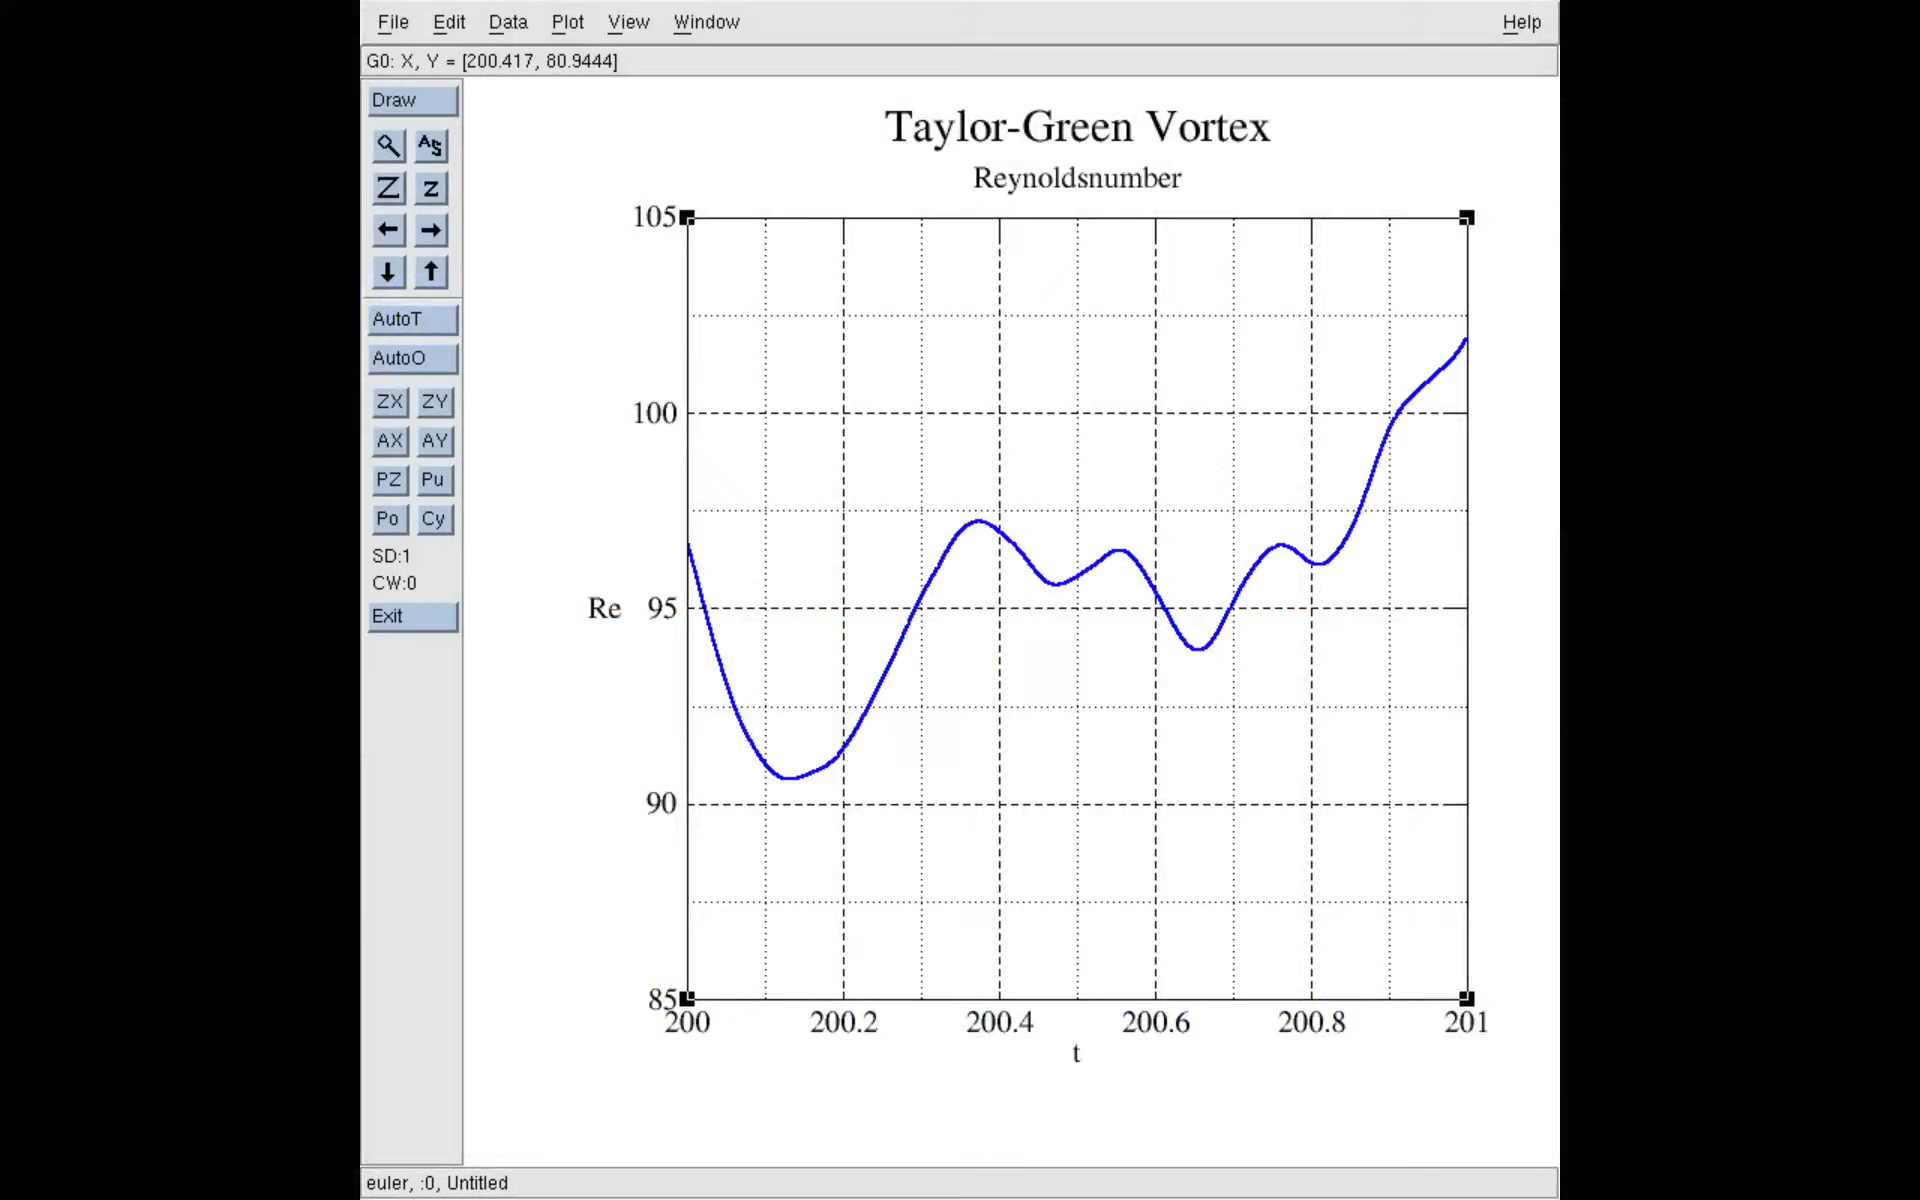 File Edit Data Plot View Window Help
G0: X, Y = [200.417, 80.9444]
Draw
AS
Z z
AutoT
AutoO
ZX ZY
AX AY
PZ Pu
Po Cy
SD:1
CW:0
Exit
Taylor-Green Vortex
Reynoldsnumber
105
100
Re 95
90
85
200 200.2 200.4 200.6 200.8 201
t
euler, :0, Untitled